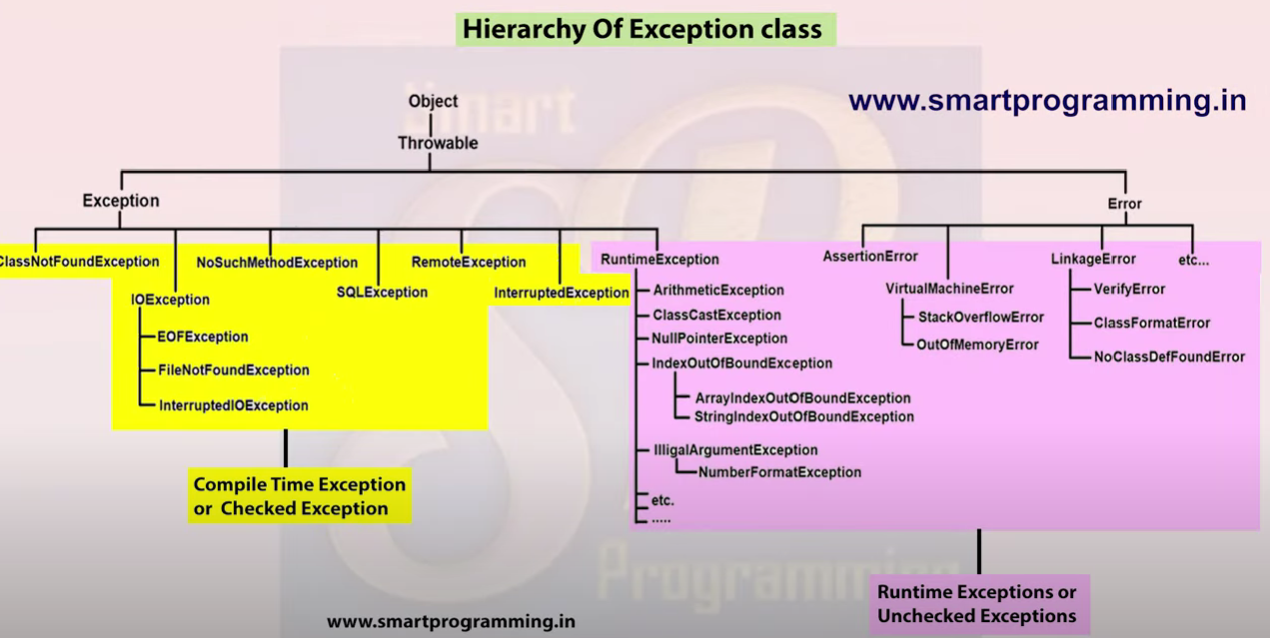 Hierarchy Of Exception class
www.smartprogramming.in
Smart
Object
Throwable
Exception
Error
ClassNotFoundException
NoSuchMethodException
RemoteException
RuntimeException
AssertionError
LinkageError
etc...
IOException
SQLException
InterruptedException
EOFException
FileNotFoundException
InterruptedIOException
ArithmeticException
ClassCastException
NullPointerException
IndexOutOfBoundException
ArrayIndexOutOfBoundException
StringIndexOutOfBoundException
IlligalArgumentException
NumberFormatException
etc.
.....
VirtualMachineError
StackOverflowError
OutOfMemoryError
VerifyError
ClassFormatError
NoClassDefFoundError
Compile Time Exception
or Checked Exception
Programming
Runtime Exceptions or
Unchecked Exceptions
www.smartprogramming.in